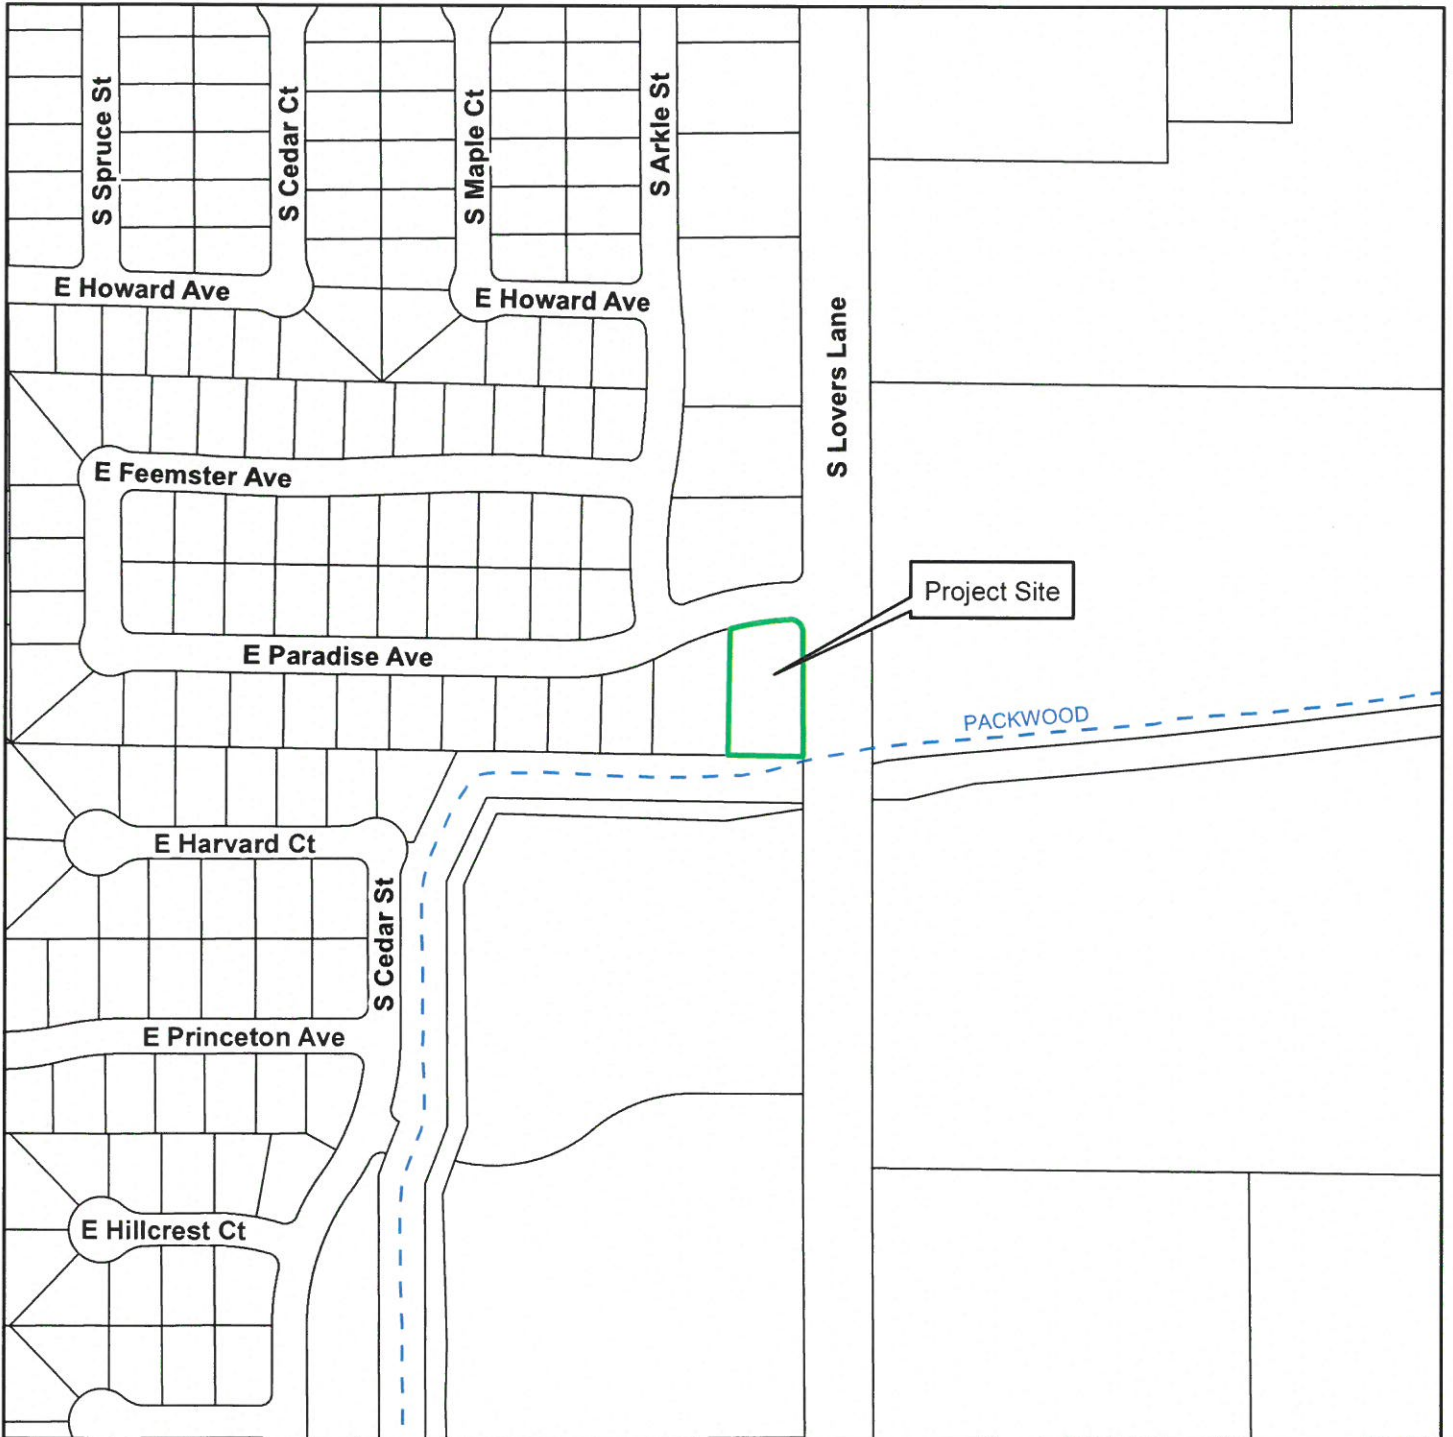 S Spruce St
S Cedar Ct
S Maple Ct
S Arkle St
E Howard Ave
E Howard Ave
S Lovers Lane
E Feemster Ave
Project Site
E Paradise Ave
PACKWOOD
E Harvard Ct
S Cedar St
E Princeton Ave
E Hillcrest Ct